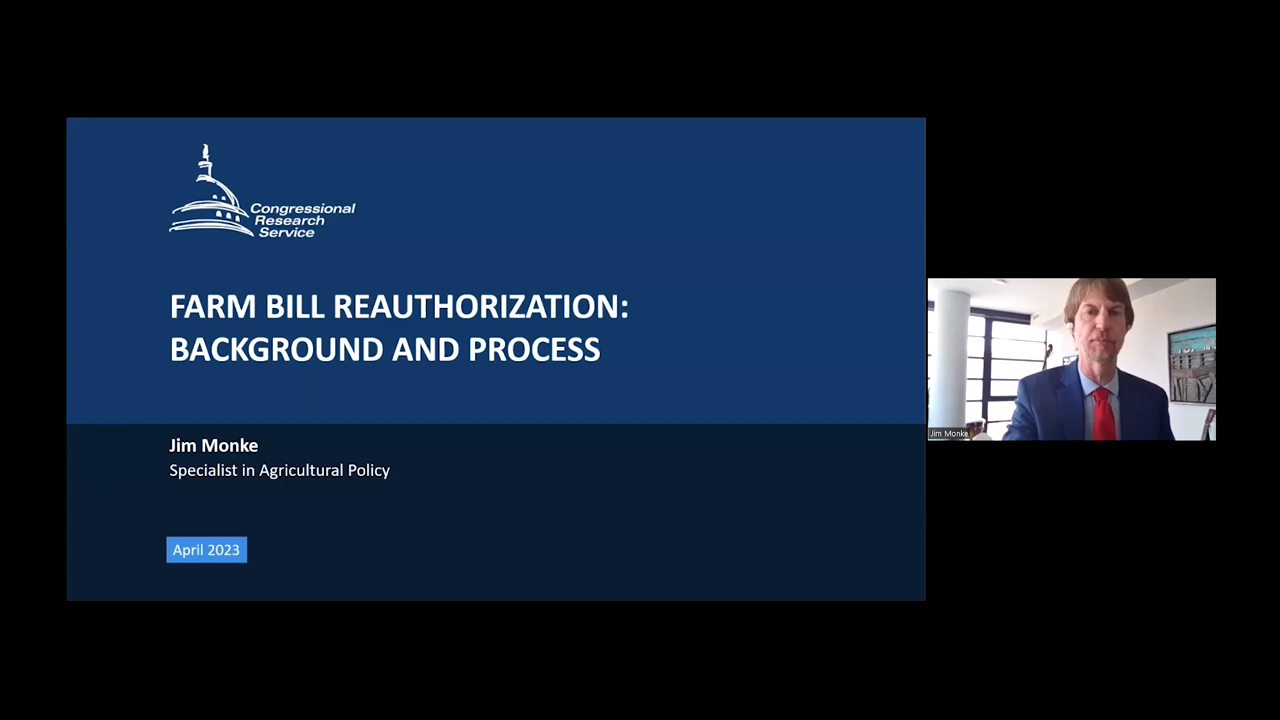 Congressional
Research
Service
FARM BILL REAUTHORIZATION:
BACKGROUND AND PROCESS
Jim Monke
Specialist in Agricultural Policy
April 2023
Jim Monke